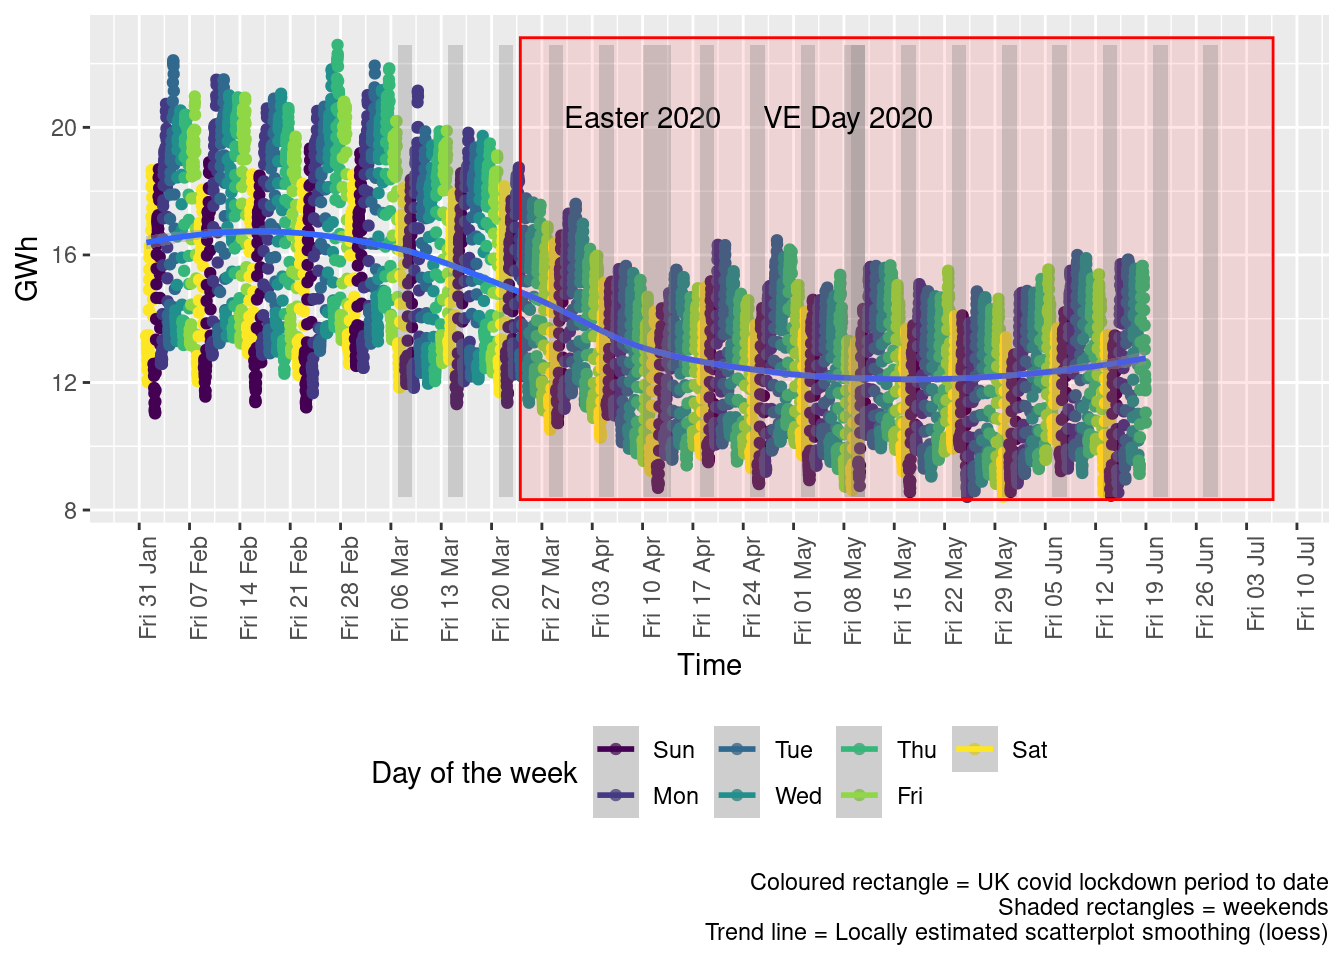 Easter 2020 VE Day 2020
GWh
20
16
12
8
Fri 31 Jan
Fri 07 Feb
Fri 14 Feb
Fri 21 Feb
Fri 28 Feb
Fri 06 Mar
Fri 13 Mar
Fri 20 Mar
Fri 27 Mar
Fri 03 Apr
Fri 10 Apr
Fri 17 Apr
Fri 24 Apr
Fri 01 May
Fri 08 May
Fri 15 May
Fri 22 May
Fri 29 May
Fri 05 Jun
Fri 12 Jun
Fri 19 Jun
Fri 26 Jun
Fri 03 Jul
Fri 10 Jul
Time
Day of the week
Sun Tue Thu Sat
Mon Wed Fri
Coloured rectangle = UK covid lockdown period to date
Shaded rectangles = weekends
Trend line = Locally estimated scatterplot smoothing (loess)